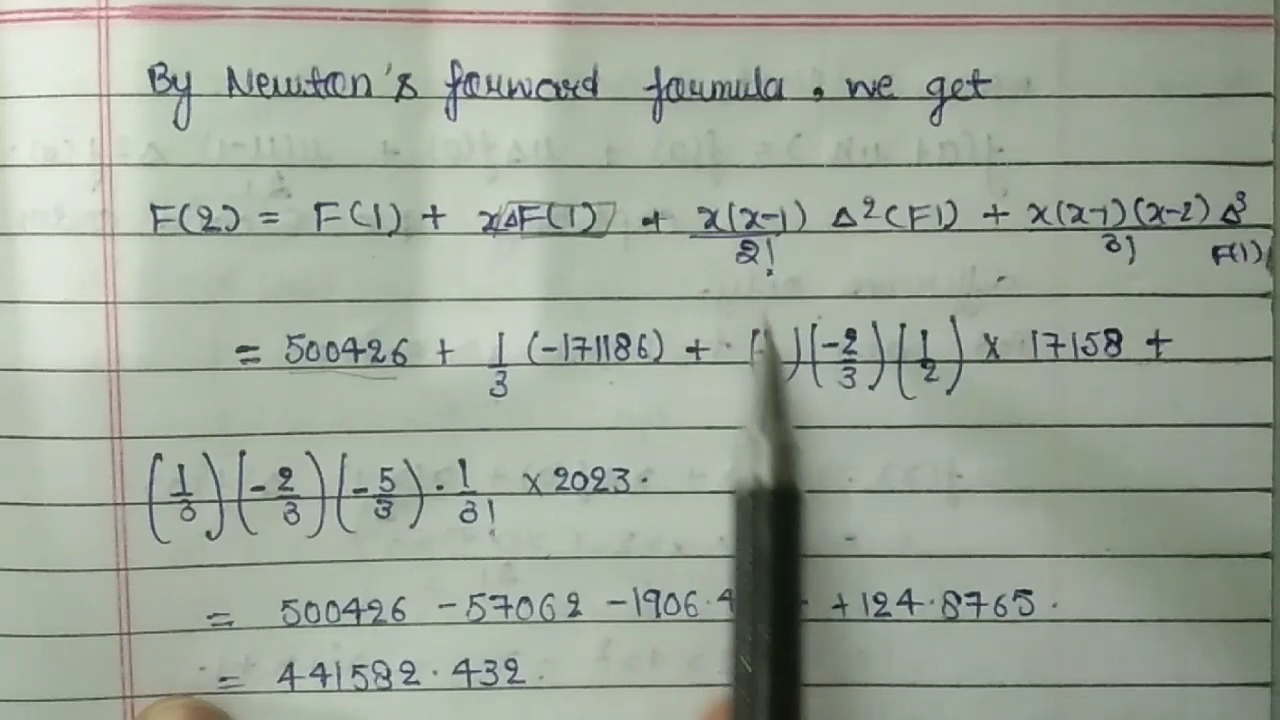 By Newton's forward formula, we get
F(2) = F(1) + xΔF(1) + x(x-1)/2! Δ²(F1) + x(x-1)(x-2)/3! Δ³ F(1)
= 500426 + 1/3 (-171186) + ( )(-2/3)(1/2) × 17158 +
(1/3)(-2/3)(-5/3) · 1/3! × 2023.
= 500426 - 57062 - 1906.4 + 124.8765.
= 441582.432.